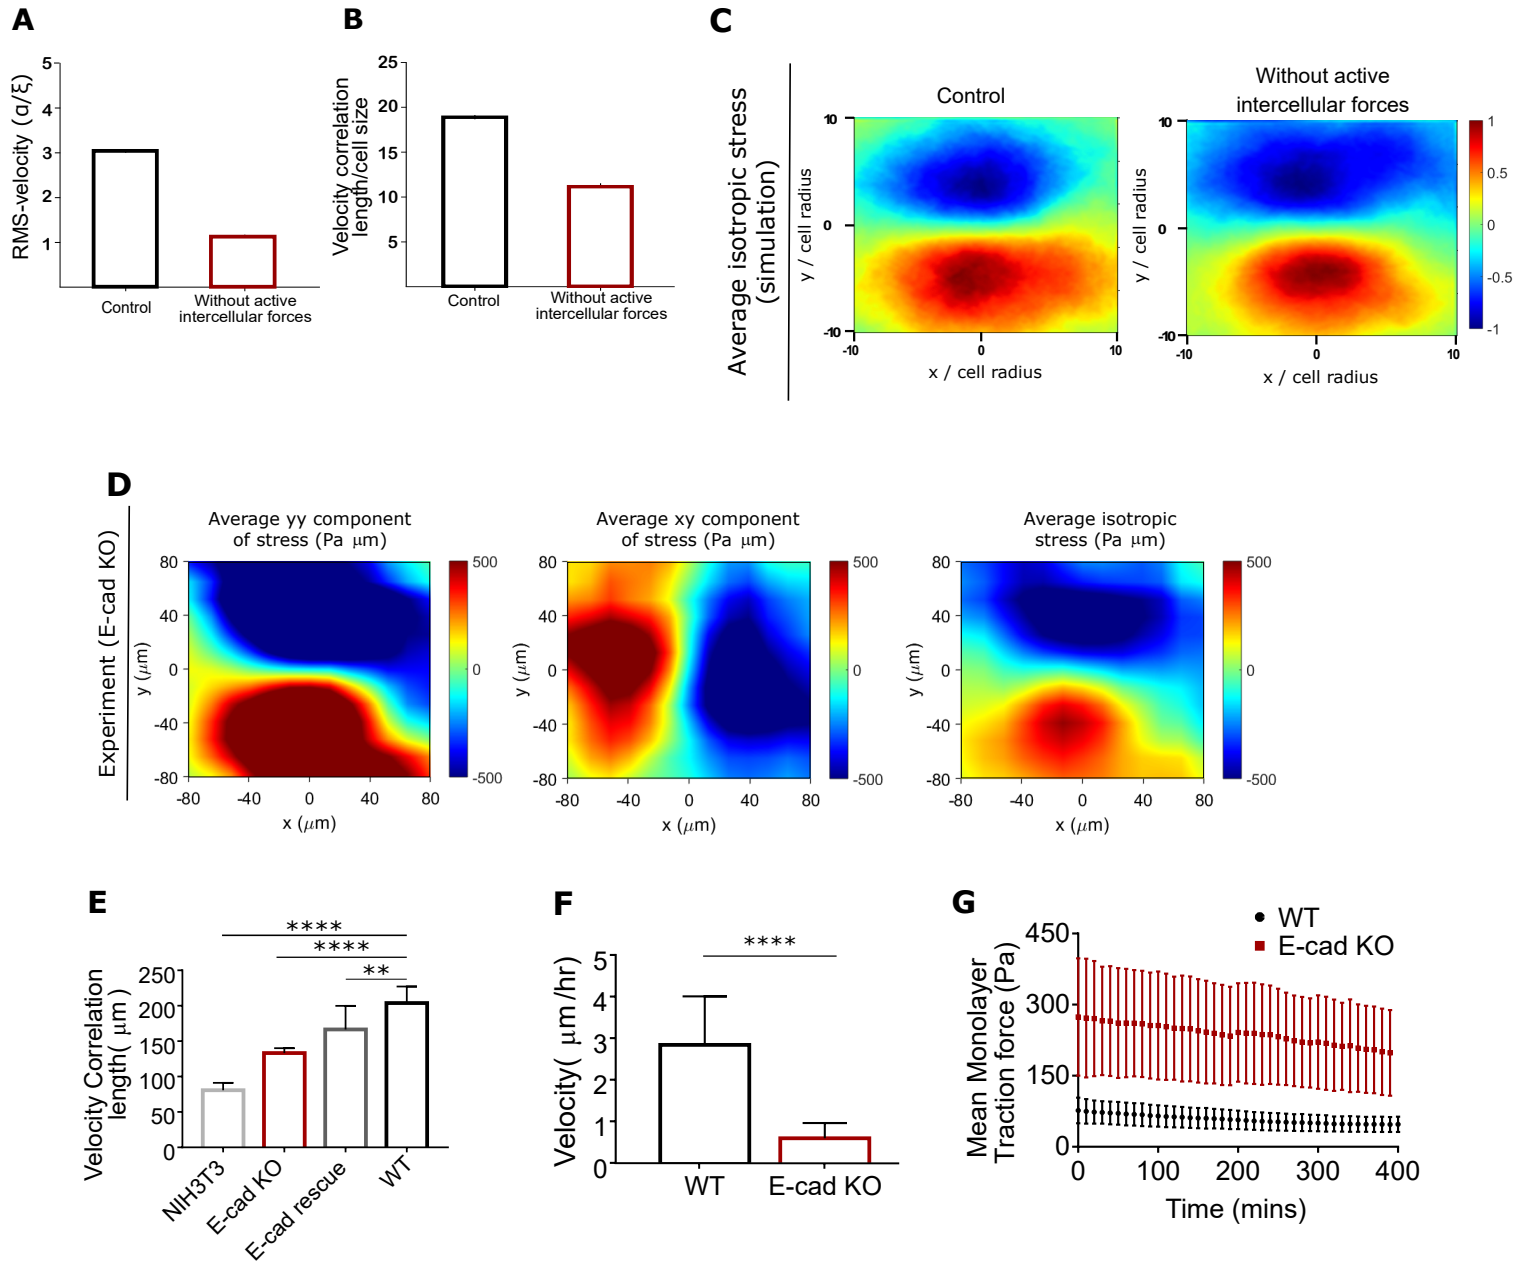 A
RMS-velocity (α/ξ)
5
4
3
2
1
Control
Without active
intercellular forces
B
Velocity correlation
length/cell size
25
20
15
10
5
Control
Without active
intercellular forces
C
Average isotropic stress
(simulation)
Control
y / cell radius
10
0
-10
-10
0
10
x / cell radius
Without active
intercellular forces
y / cell radius
10
0
-10
-10
0
10
x / cell radius
1
0.5
0
-0.5
-1
D
Experiment (E-cad KO)
Average yy component
of stress (Pa μm)
y (μm)
80
40
0
-40
-80
-80
-40
0
40
80
x (μm)
500
0
-500
Average xy component
of stress (Pa μm)
y (μm)
80
40
0
-40
-80
-80
-40
0
40
80
x (μm)
500
0
-500
Average isotropic
stress (Pa μm)
y (μm)
80
40
0
-40
-80
-80
-40
0
40
80
x (μm)
500
0
-500
E
Velocity Correlation
length( μm)
250
200
150
100
50
0
****
****
**
NIH3T3
E-cad KO
E-cad rescue
WT
F
Velocity( μm/hr)
5
4
3
2
1
0
****
WT
E-cad KO
G
WT
E-cad KO
Mean Monolayer
Traction force (Pa)
450
300
150
0
0
100
200
300
400
Time (mins)